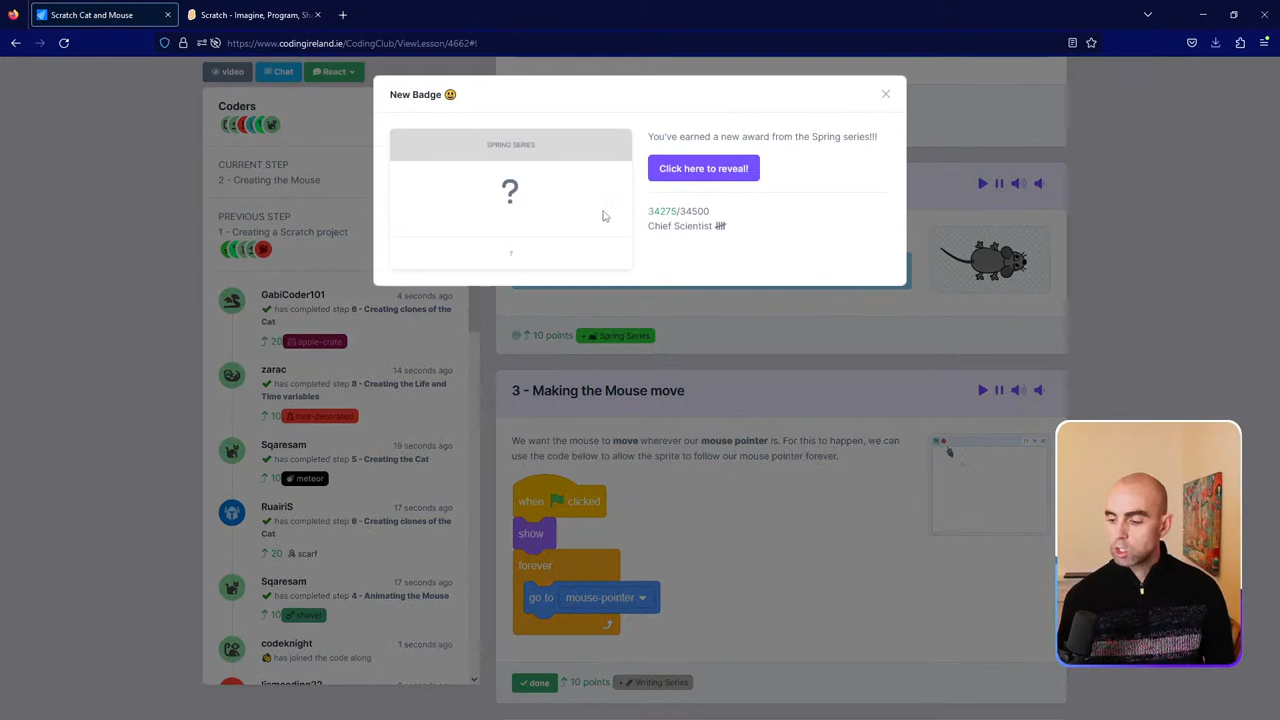 Scratch Cat and Mouse
Scratch - Imagine, Program, Sh
https://www.codingireland.ie/CodingClub/ViewLesson/4662#!
video
Chat
React
Coders
CURRENT STEP
2 - Creating the Mouse
PREVIOUS STEP
1 - Creating a Scratch project
GabiCoder101
4 seconds ago
has completed step 6 - Creating clones of the
Cat
20 apple-crate
zarac
14 seconds ago
has completed step 8 - Creating the Life and
Time variables
10 tree-decorated
Sqaresam
19 seconds ago
has completed step 5 - Creating the Cat
10 meteor
RuairiS
17 seconds ago
has completed step 6 - Creating clones of the
Cat
20 scarf
Sqaresam
17 seconds ago
has completed step 4 - Animating the Mouse
10 shovel
codeknight
1 seconds ago
has joined the code along
New Badge
SPRING SERIES
?
?
You've earned a new award from the Spring series!!!
Click here to reveal!
34275/34500
Chief Scientist
10 points + Spring Series
3 - Making the Mouse move
We want the mouse to move wherever our mouse pointer is. For this to happen, we can
use the code below to allow the sprite to follow our mouse pointer forever.
when clicked
show
forever
go to mouse-pointer
done
10 points + Writing Series